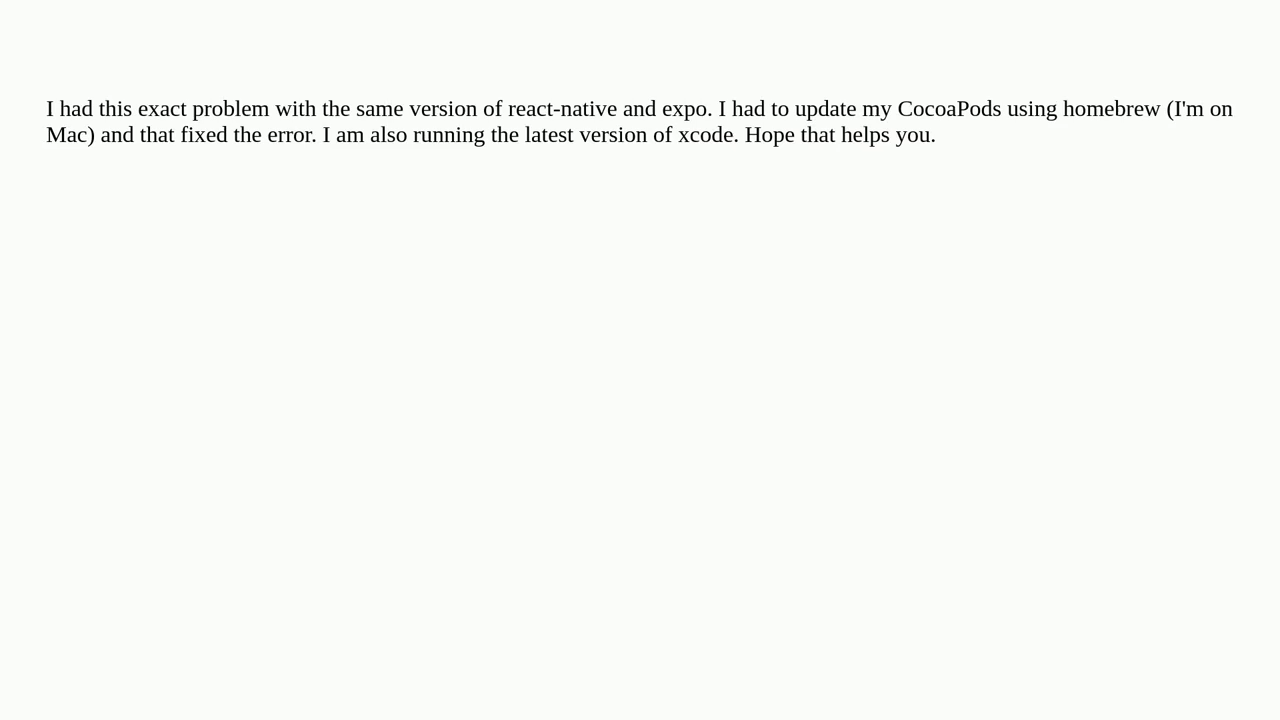 I had this exact problem with the same version of react-native and expo. I had to update my CocoaPods using homebrew (I'm on
Mac) and that fixed the error. I am also running the latest version of xcode. Hope that helps you.